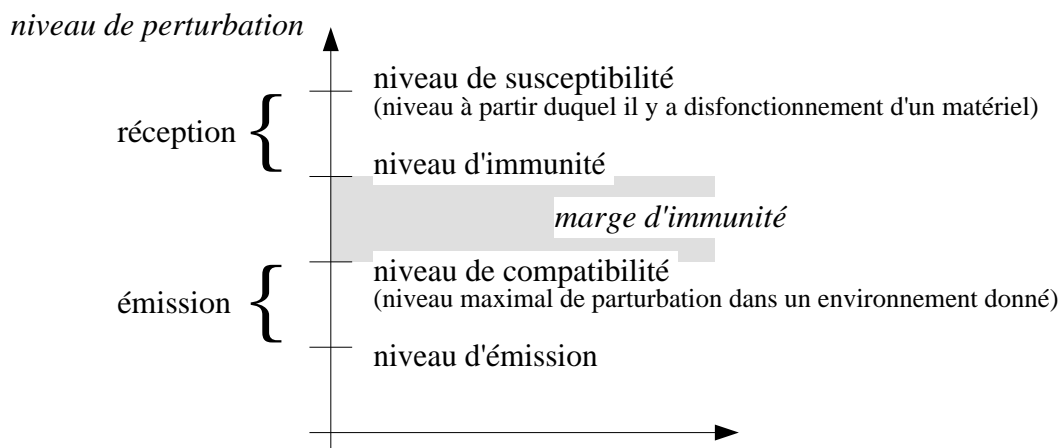 niveau de perturbation
niveau de susceptibilité
(niveau à partir duquel il y a disfonctionnement d'un matériel)
réception {
niveau d'immunité
marge d'immunité
niveau de compatibilité
(niveau maximal de parturbation dans un environnement donné)
émission {
niveau d'émission